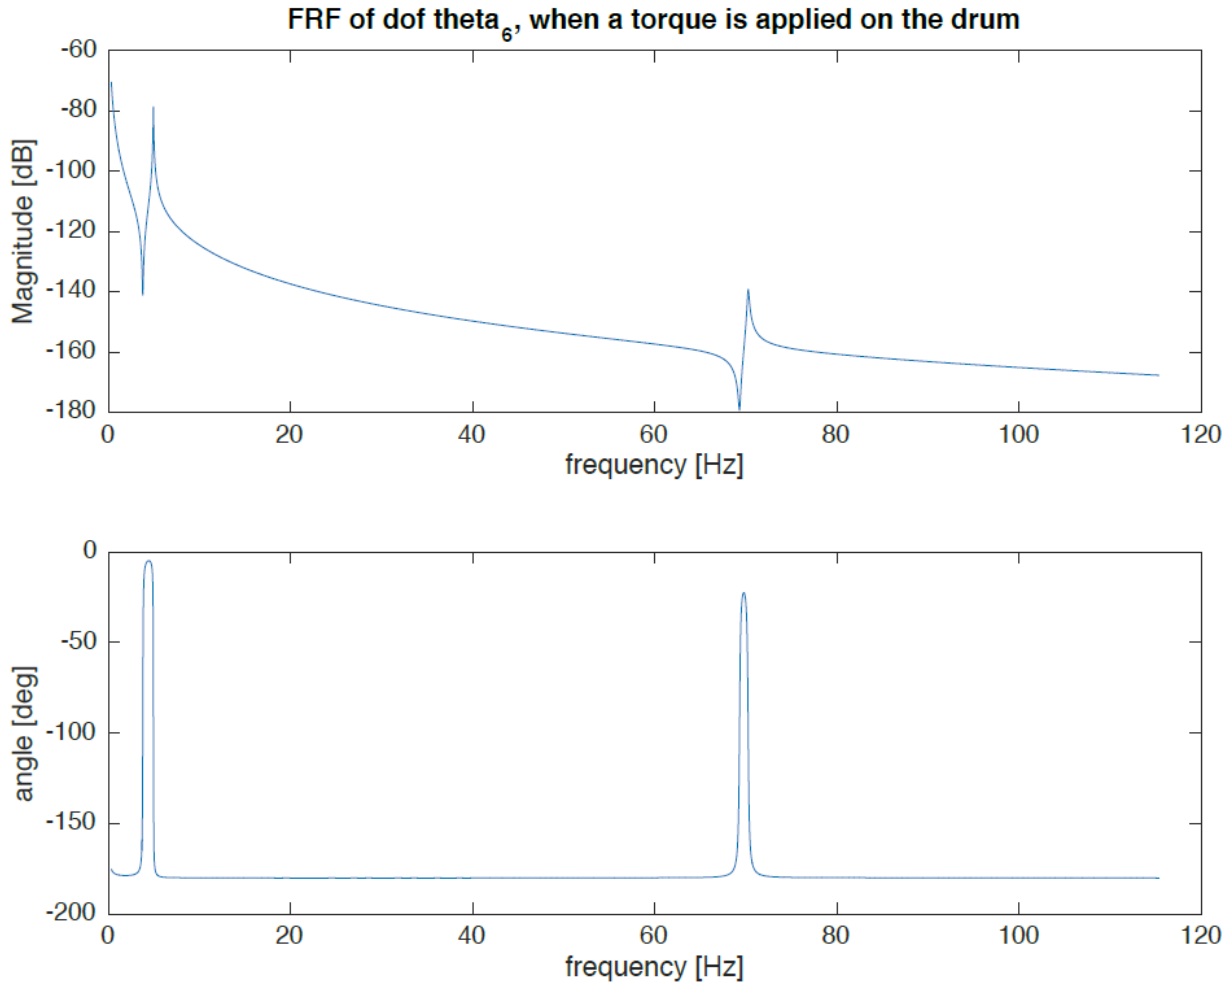 FRF of dof theta₆, when a torque is applied on the drum
Magnitude [dB]
-60
-80
-100
-120
-140
-160
-180
0 20 40 60 80 100 120
frequency [Hz]
angle [deg]
0
-50
-100
-150
-200
0 20 40 60 80 100 120
frequency [Hz]